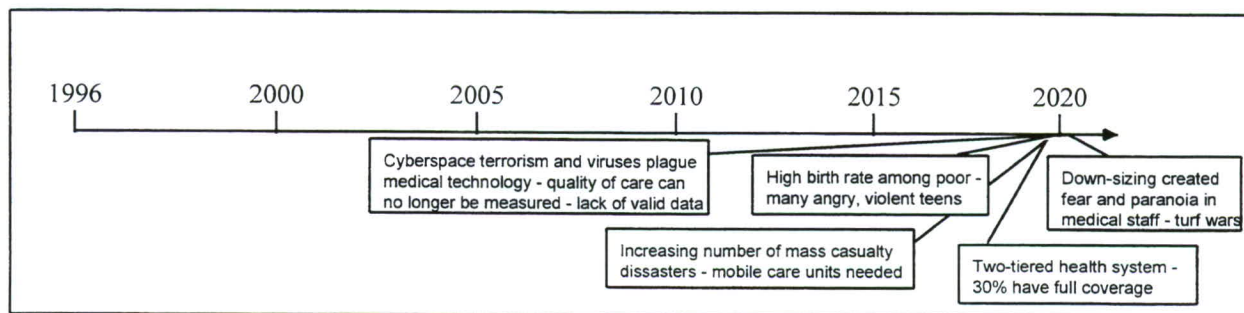 1996 2000 2005 2010 2015 2020
Cyberspace terrorism and viruses plague
medical technology - quality of care can
no longer be measured - lack of valid data
High birth rate among poor -
many angry, violent teens
Down-sizing created
fear and paranoia in
medical staff - turf wars
Increasing number of mass casualty
dissasters - mobile care units needed
Two-tiered health system -
30% have full coverage